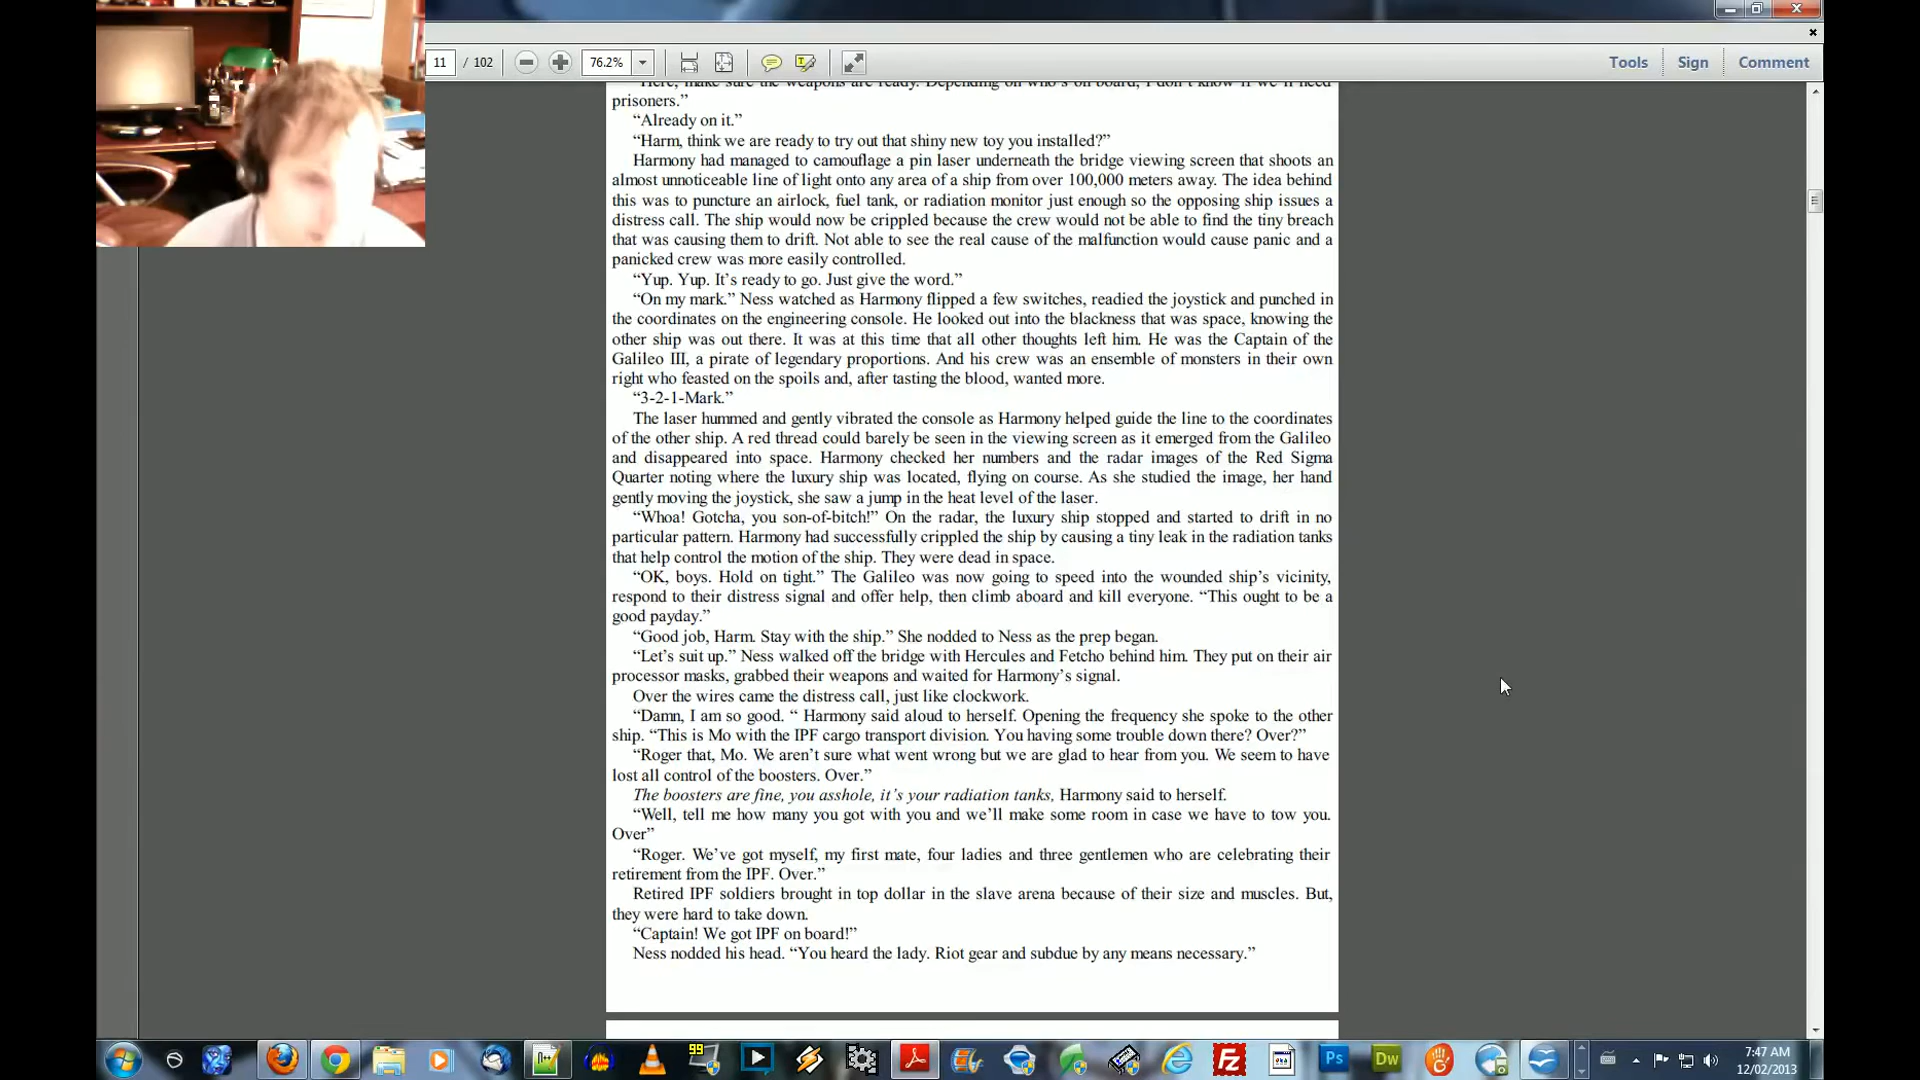 11 / 102
76.2%
Tools Sign Comment
"Here, make sure the weapons are ready. Depending on who's on board, I don't know if we'll need
prisoners."
"Already on it."
"Harm, think we are ready to try out that shiny new toy you installed?"
Harmony had managed to camouflage a pin laser underneath the bridge viewing screen that shoots an
almost unnoticeable line of light onto any area of a ship from over 100,000 meters away. The idea behind
this was to puncture an airlock, fuel tank, or radiation monitor just enough so the opposing ship issues a
distress call. The ship would now be crippled because the crew would not be able to find the tiny breach
that was causing them to drift. Not able to see the real cause of the malfunction would cause panic and a
panicked crew was more easily controlled.
"Yup. Yup. It's ready to go. Just give the word."
"On my mark." Ness watched as Harmony flipped a few switches, readied the joystick and punched in
the coordinates on the engineering console. He looked out into the blackness that was space, knowing the
other ship was out there. It was at this time that all other thoughts left him. He was the Captain of the
Galileo III, a pirate of legendary proportions. And his crew was an ensemble of monsters in their own
right who feasted on the spoils and, after tasting the blood, wanted more.
"3-2-1-Mark."
The laser hummed and gently vibrated the console as Harmony helped guide the line to the coordinates
of the other ship. A red thread could barely be seen in the viewing screen as it emerged from the Galileo
and disappeared into space. Harmony checked her numbers and the radar images of the Red Sigma
Quarter noting where the luxury ship was located, flying on course. As she studied the image, her hand
gently moving the joystick, she saw a jump in the heat level of the laser.
"Whoa! Gotcha, you son-of-bitch!" On the radar, the luxury ship stopped and started to drift in no
particular pattern. Harmony had successfully crippled the ship by causing a tiny leak in the radiation tanks
that help control the motion of the ship. They were dead in space.
"OK, boys. Hold on tight." The Galileo was now going to speed into the wounded ship's vicinity,
respond to their distress signal and offer help, then climb aboard and kill everyone. "This ought to be a
good payday."
"Good job, Harm. Stay with the ship." She nodded to Ness as the prep began.
"Let's suit up." Ness walked off the bridge with Hercules and Fetcho behind him. They put on their air
processor masks, grabbed their weapons and waited for Harmony's signal.
Over the wires came the distress call, just like clockwork.
"Damn, I am so good. " Harmony said aloud to herself. Opening the frequency she spoke to the other
ship. "This is Mo with the IPF cargo transport division. You having some trouble down there? Over?"
"Roger that, Mo. We aren't sure what went wrong but we are glad to hear from you. We seem to have
lost all control of the boosters. Over."
The boosters are fine, you asshole, it's your radiation tanks, Harmony said to herself.
"Well, tell me how many you got with you and we'll make some room in case we have to tow you.
Over"
"Roger. We've got myself, my first mate, four ladies and three gentlemen who are celebrating their
retirement from the IPF. Over."
Retired IPF soldiers brought in top dollar in the slave arena because of their size and muscles. But,
they were hard to take down.
"Captain! We got IPF on board!"
Ness nodded his head. "You heard the lady. Riot gear and subdue by any means necessary."
99
Ps
Dw
7:47 AM
12/02/2013